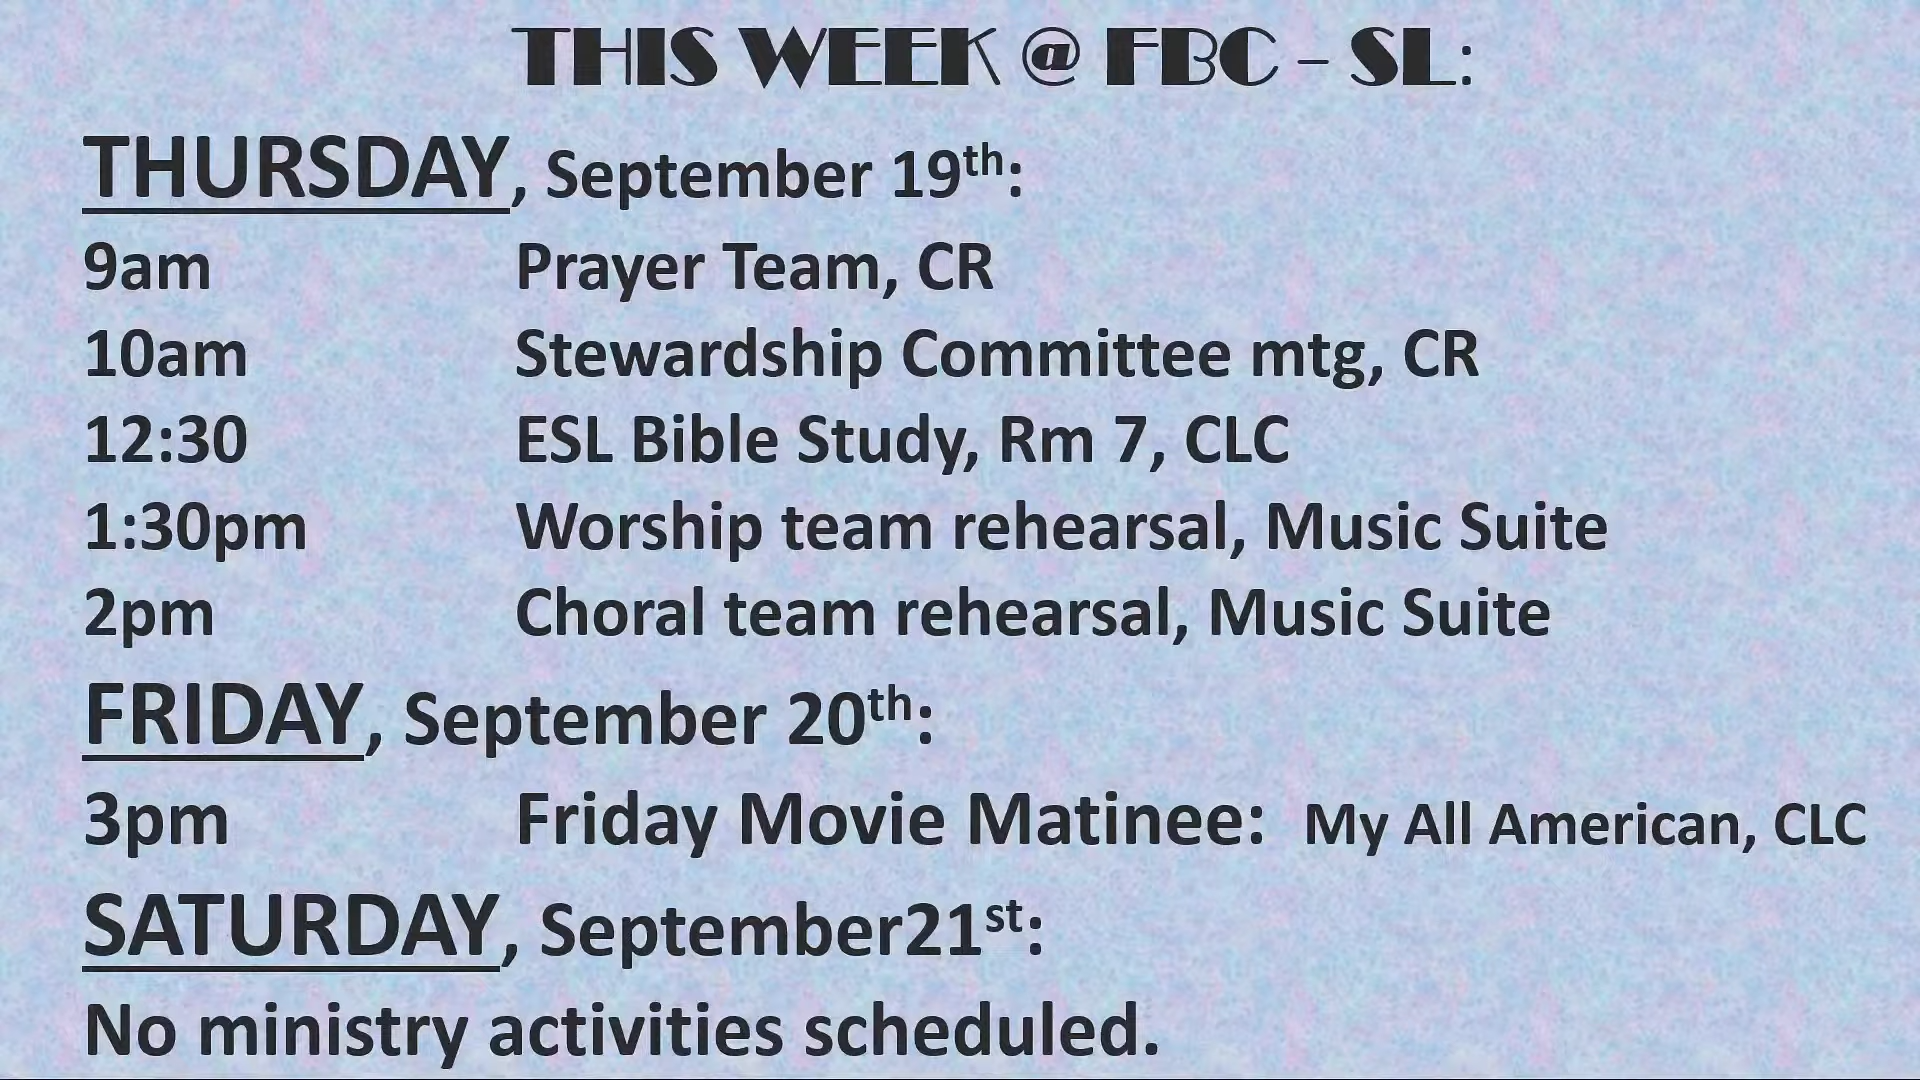 THIS WEEK @ FBC – SL:
THURSDAY, September 19th:
9am Prayer Team, CR
10am Stewardship Committee mtg, CR
12:30 ESL Bible Study, Rm 7, CLC
1:30pm Worship team rehearsal, Music Suite
2pm Choral team rehearsal, Music Suite
FRIDAY, September 20th:
3pm Friday Movie Matinee: My All American, CLC
SATURDAY, September21st:
No ministry activities scheduled.